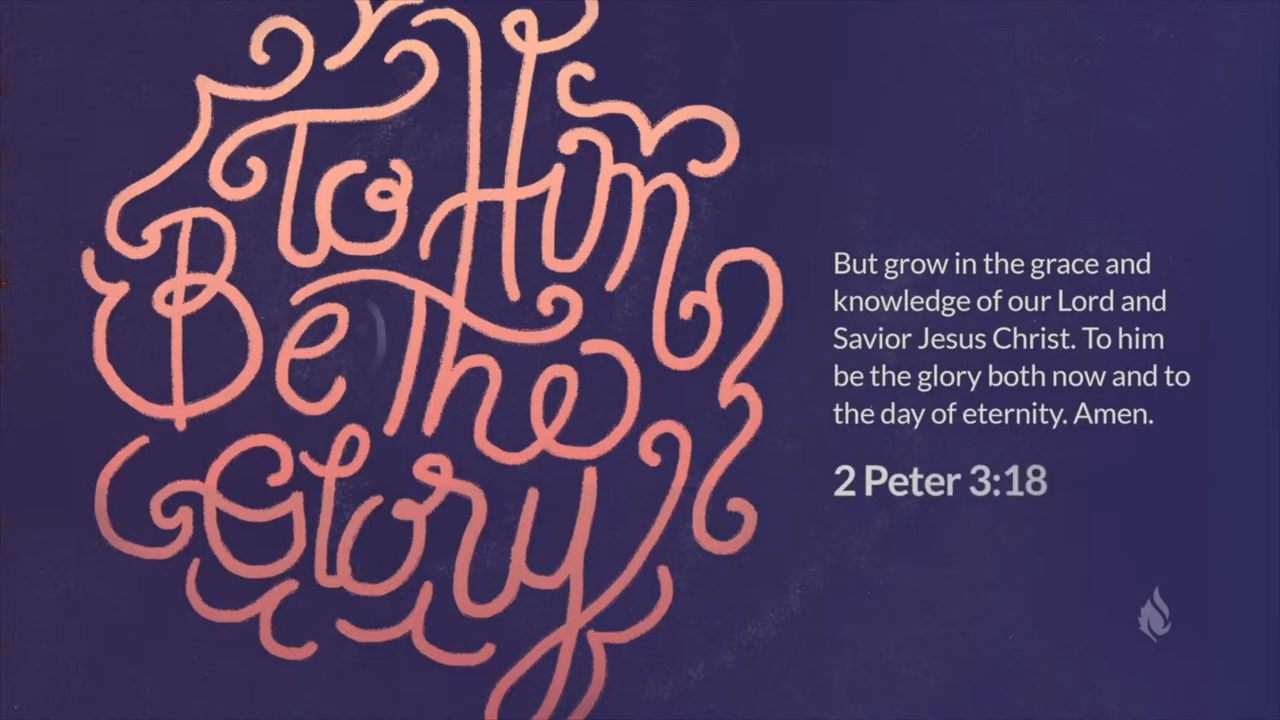 To Him
Be The
Glory
But grow in the grace and
knowledge of our Lord and
Savior Jesus Christ. To him
be the glory both now and to
the day of eternity. Amen.
2 Peter 3:18